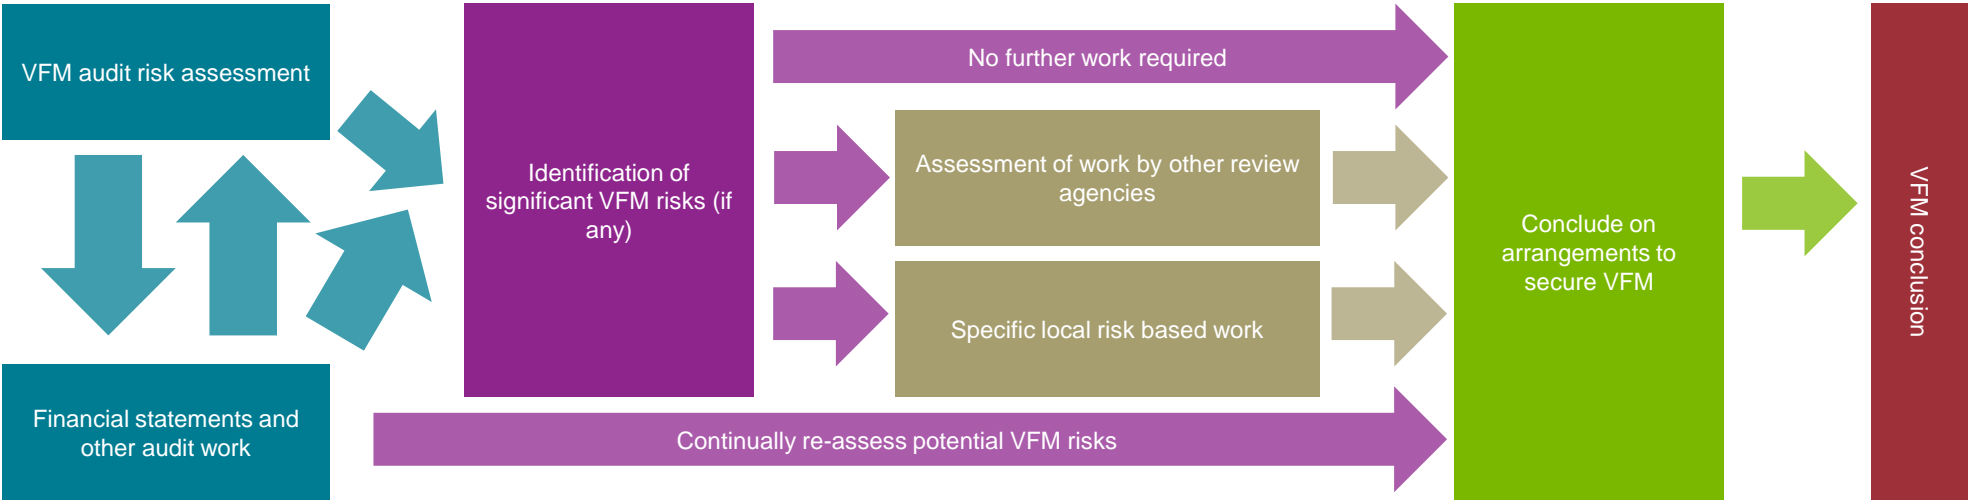 VFM audit risk assessment
Financial statements and
other audit work
Identification of
significant VFM risks (if
any)
No further work required
Assessment of work by other review
agencies
Specific local risk based work
Continually re-assess potential VFM risks
Conclude on
arrangements to
secure VFM
VFM conclusion